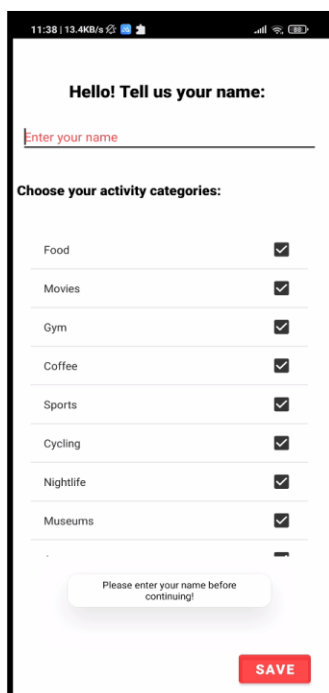 11:38 | 13.4KB/s
Hello! Tell us your name:
Enter your name
Choose your activity categories:
Food
Movies
Gym
Coffee
Sports
Cycling
Nightlife
Museums
Please enter your name before
continuing!
SAVE